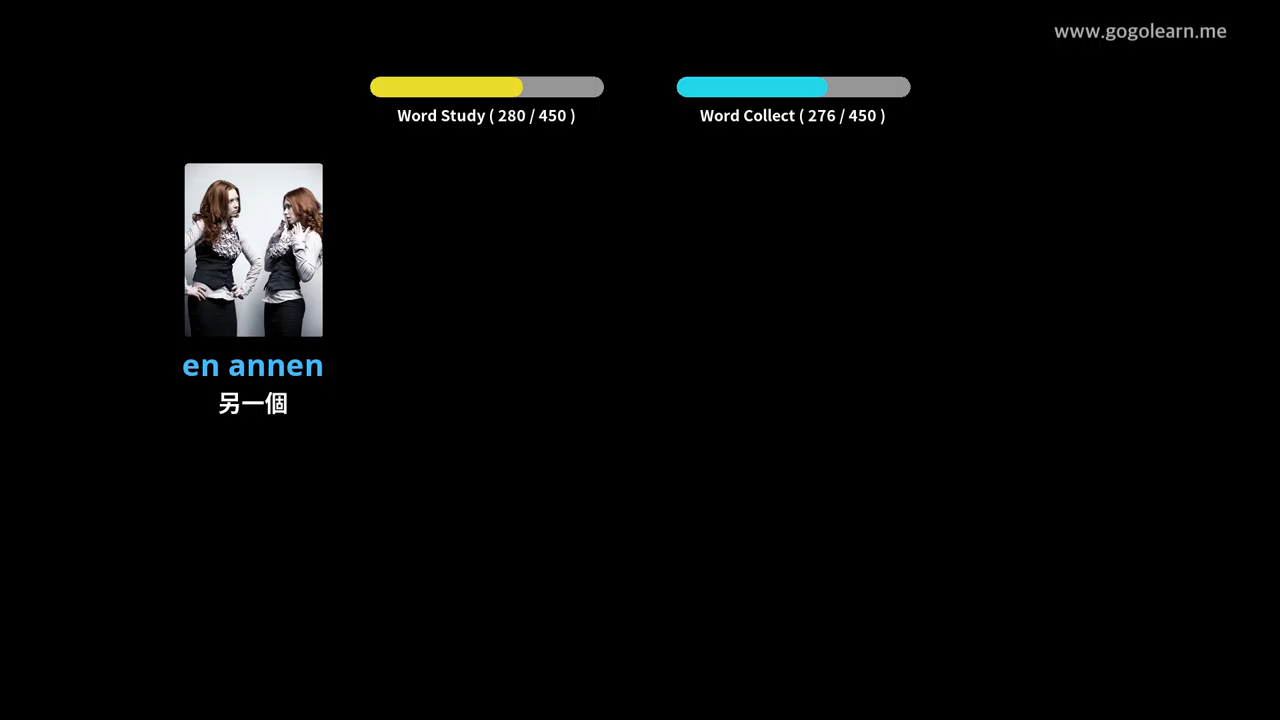 www.gogolearn.me
Word Study ( 280 / 450 )
Word Collect ( 276 / 450 )
en annen
另一個